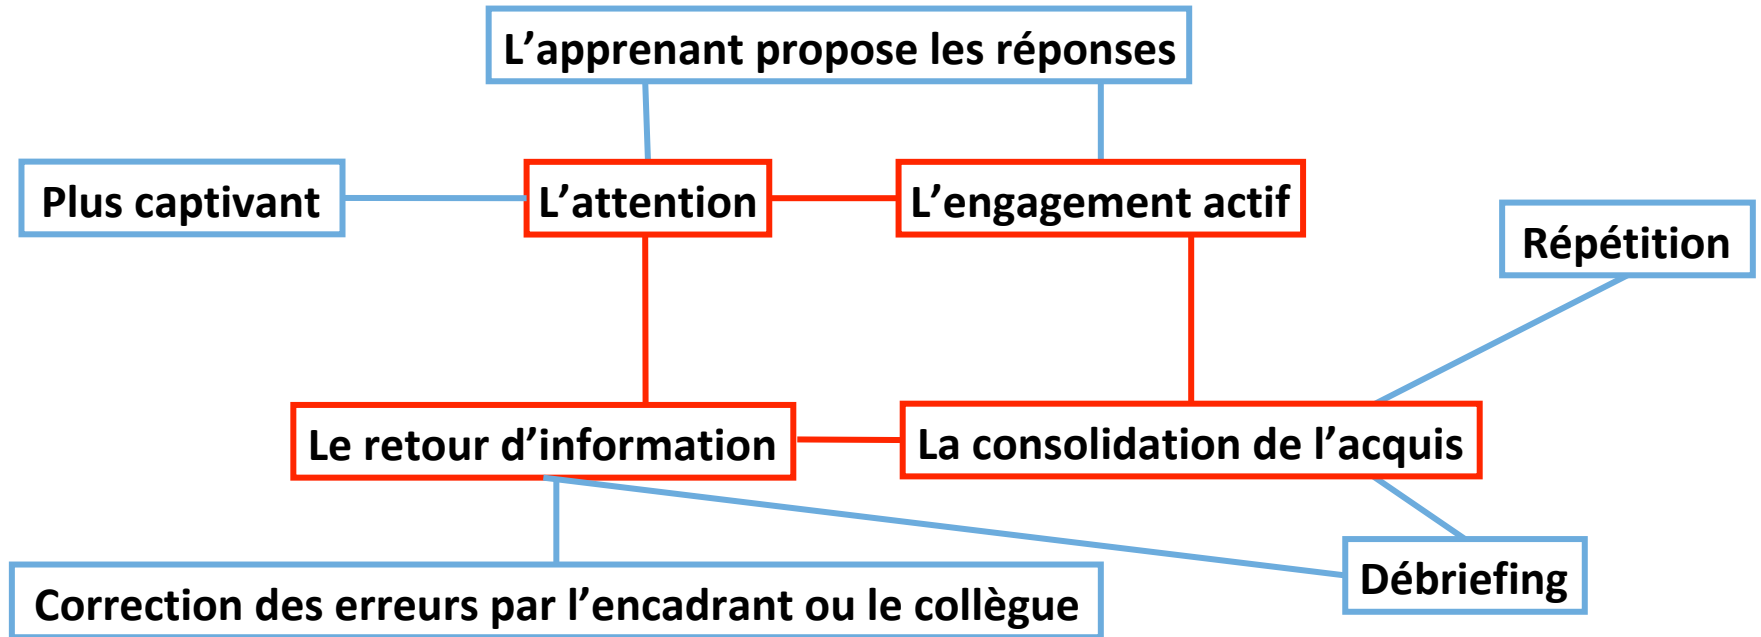 L’apprenant propose les réponses
Plus captivant
L’attention
L’engagement actif
Répétition
Le retour d’information
La consolidation de l’acquis
Débriefing
Correction des erreurs par l’encadrant ou le collègue